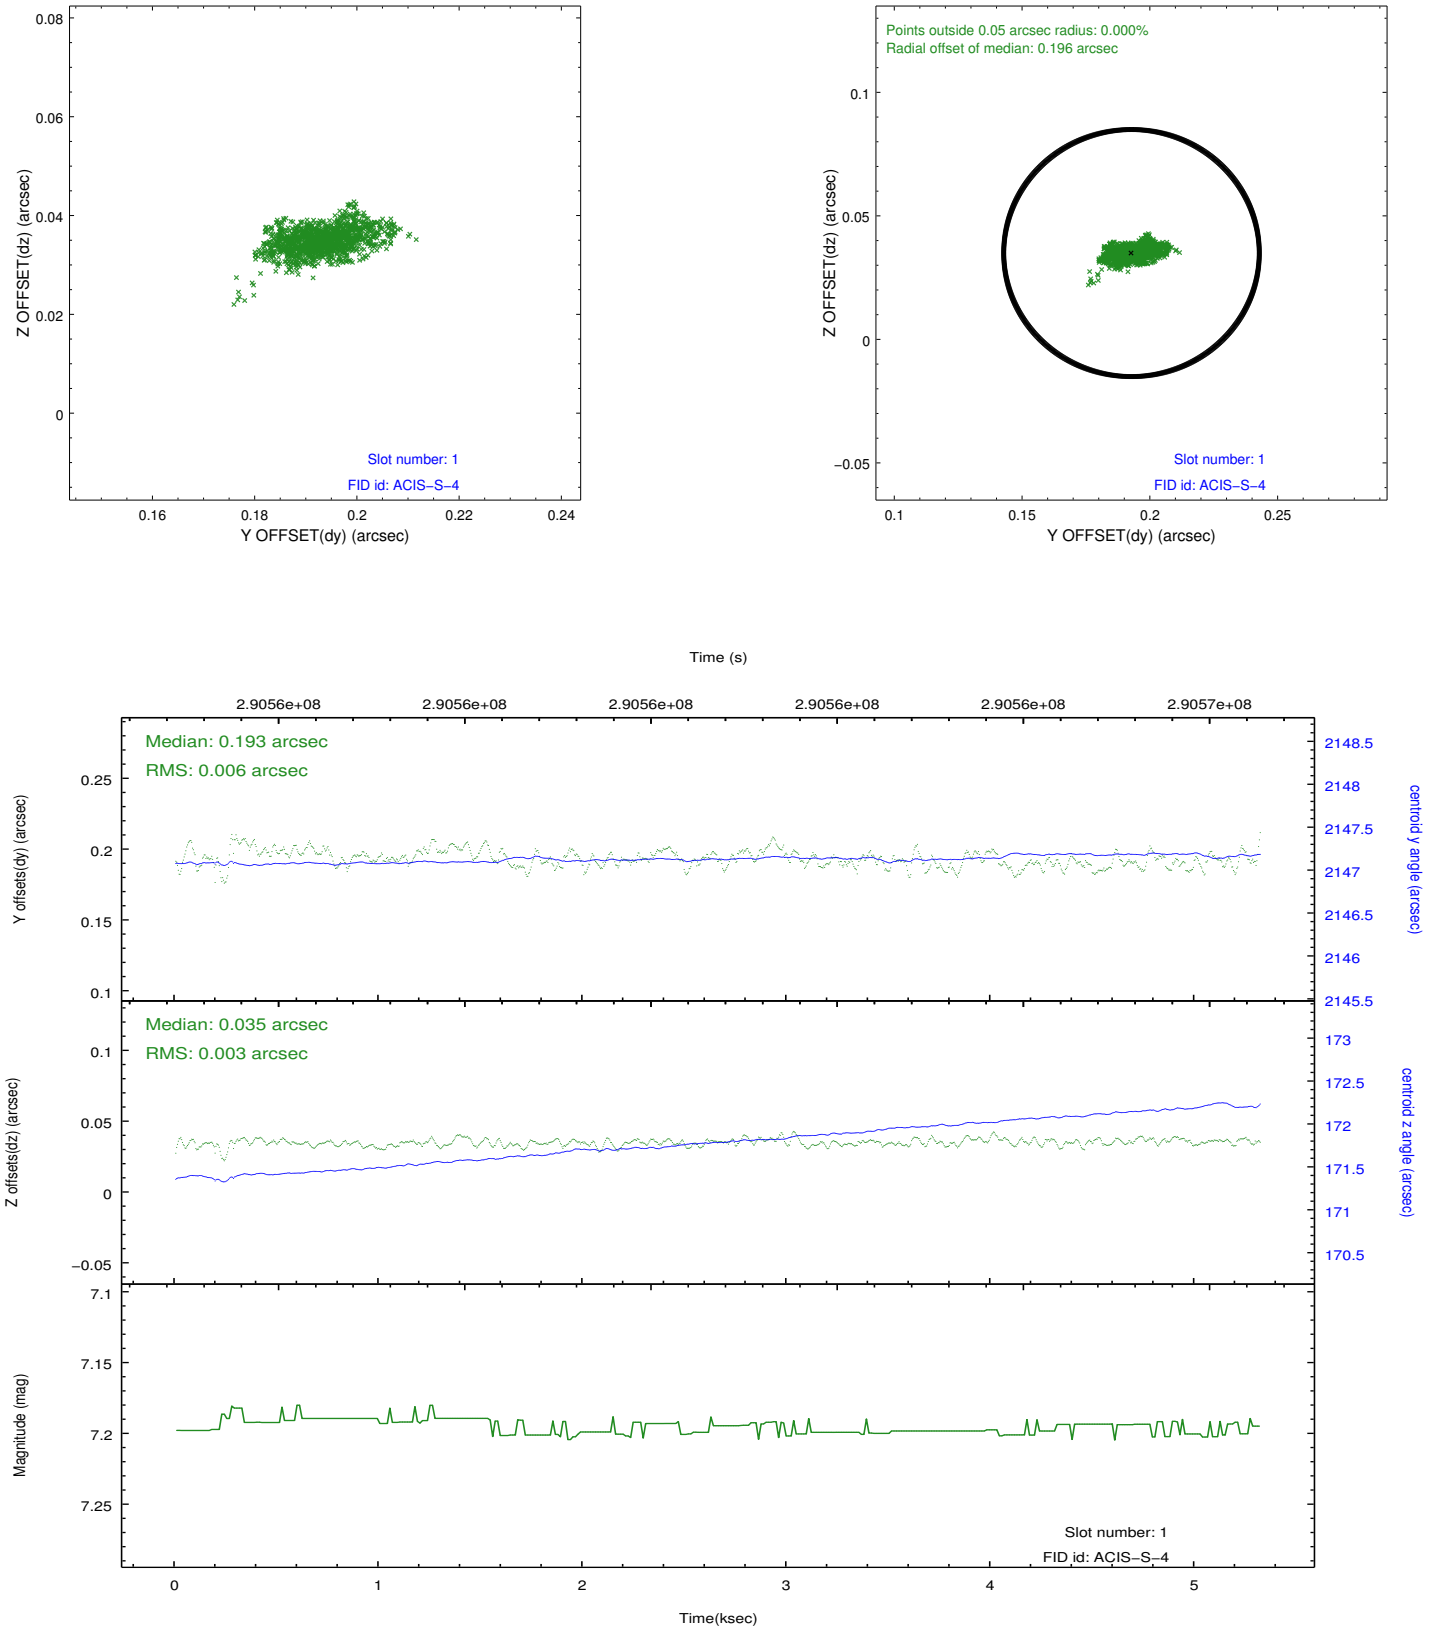 0.08
0.06
0.04
0.02
0
Z OFFSET(dz) (arcsec)
Slot number: 1
FID id: ACIS−S−4
0.16
0.18
0.2
0.22
0.24
Y OFFSET(dy) (arcsec)
Points outside 0.05 arcsec radius: 0.000%
Radial offset of median: 0.196 arcsec
0.1
0.05
0
−0.05
Z OFFSET(dz) (arcsec)
Slot number: 1
FID id: ACIS−S−4
0.1
0.15
0.2
0.25
Y OFFSET(dy) (arcsec)
Time (s)
2.9056e+08
2.9056e+08
2.9056e+08
2.9056e+08
2.9056e+08
2.9057e+08
Median: 0.193 arcsec
RMS: 0.006 arcsec
0.25
0.2
0.15
0.1
Y offsets(dy) (arcsec)
2148.5
2148
2147.5
2147
2146.5
2146
2145.5
centroid y angle (arcsec)
Median: 0.035 arcsec
RMS: 0.003 arcsec
0.1
0.05
0
−0.05
Z offsets(dz) (arcsec)
173
172.5
172
171.5
171
170.5
centroid z angle (arcsec)
7.1
7.15
7.2
7.25
Magnitude (mag)
Slot number: 1
FID id: ACIS−S−4
0
1
2
3
4
5
Time(ksec)